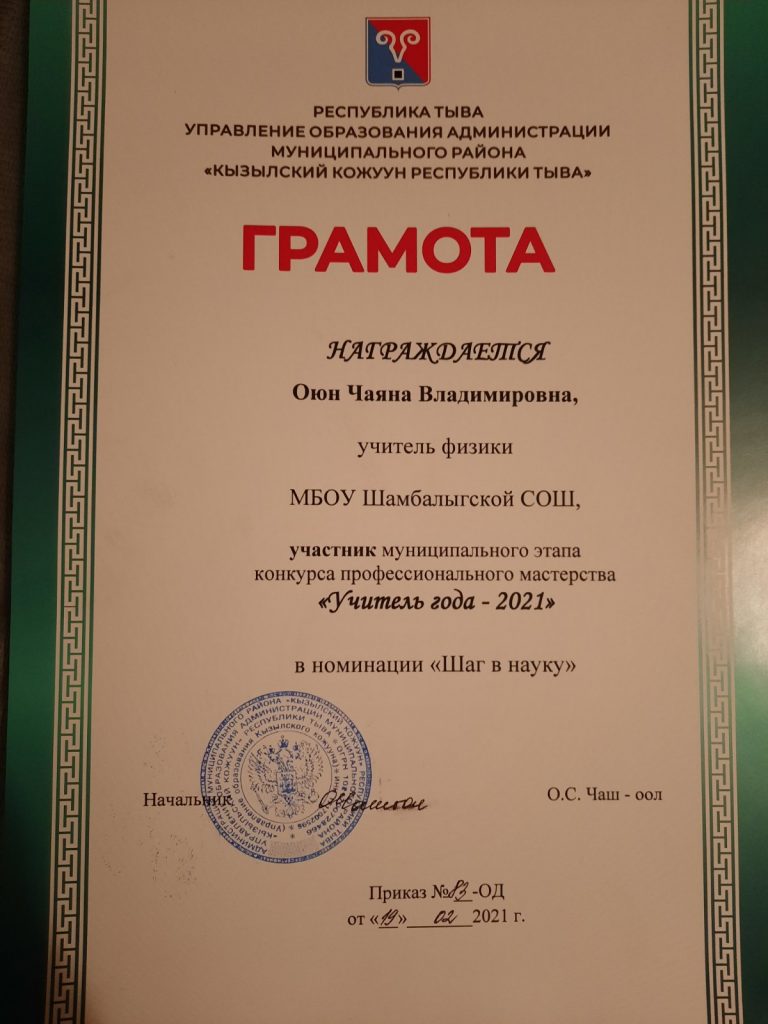 РЕСПУБЛИКА ТЫВА
УПРАВЛЕНИЕ ОБРАЗОВАНИЯ АДМИНИСТРАЦИИ
МУНИЦИПАЛЬНОГО РАЙОНА
«КЫЗЫЛСКИЙ КОЖУУН РЕСПУБЛИКИ ТЫВА»
ГРАМОТА
НАГРАЖДАЕТСЯ
Оюн Чаяна Владимировна,
учитель физики
МБОУ Шамбалыгской СОШ,
участник муниципального этапа
конкурса профессионального мастерства
«Учитель года - 2021»
в номинации «Шаг в науку»
Начальник
О.С. Чаш - оол
Приказ №83-ОД
от «19» 02 2021 г.